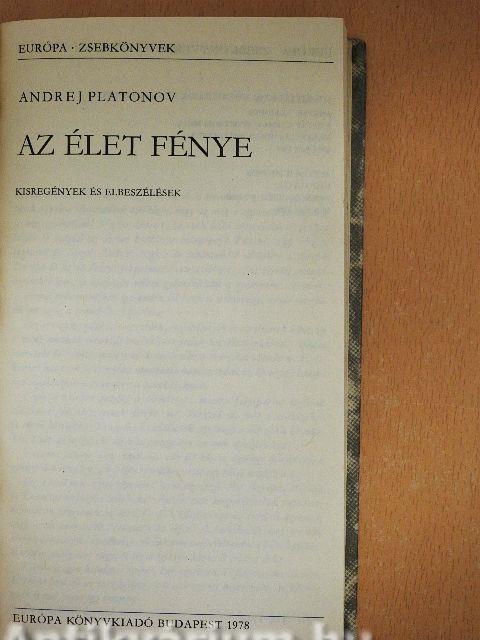 EURÓPA · ZSEBKÖNYVEK
ANDREJ PLATONOV
AZ ÉLET FÉNYE
KISREGÉNYEK ÉS ELBESZÉLÉSEK
EURÓPA KÖNYVKIADÓ BUDAPEST 1978